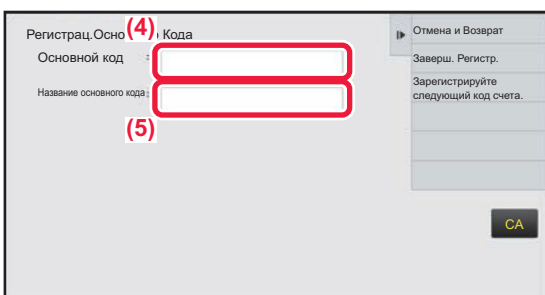 Регистрац.Осно (4) Кода
Основной код :
Название основного кода:
(5)
Отмена и Возврат
Заверш. Регистр.
Зарегистрируйте
следующий код счета.
CA